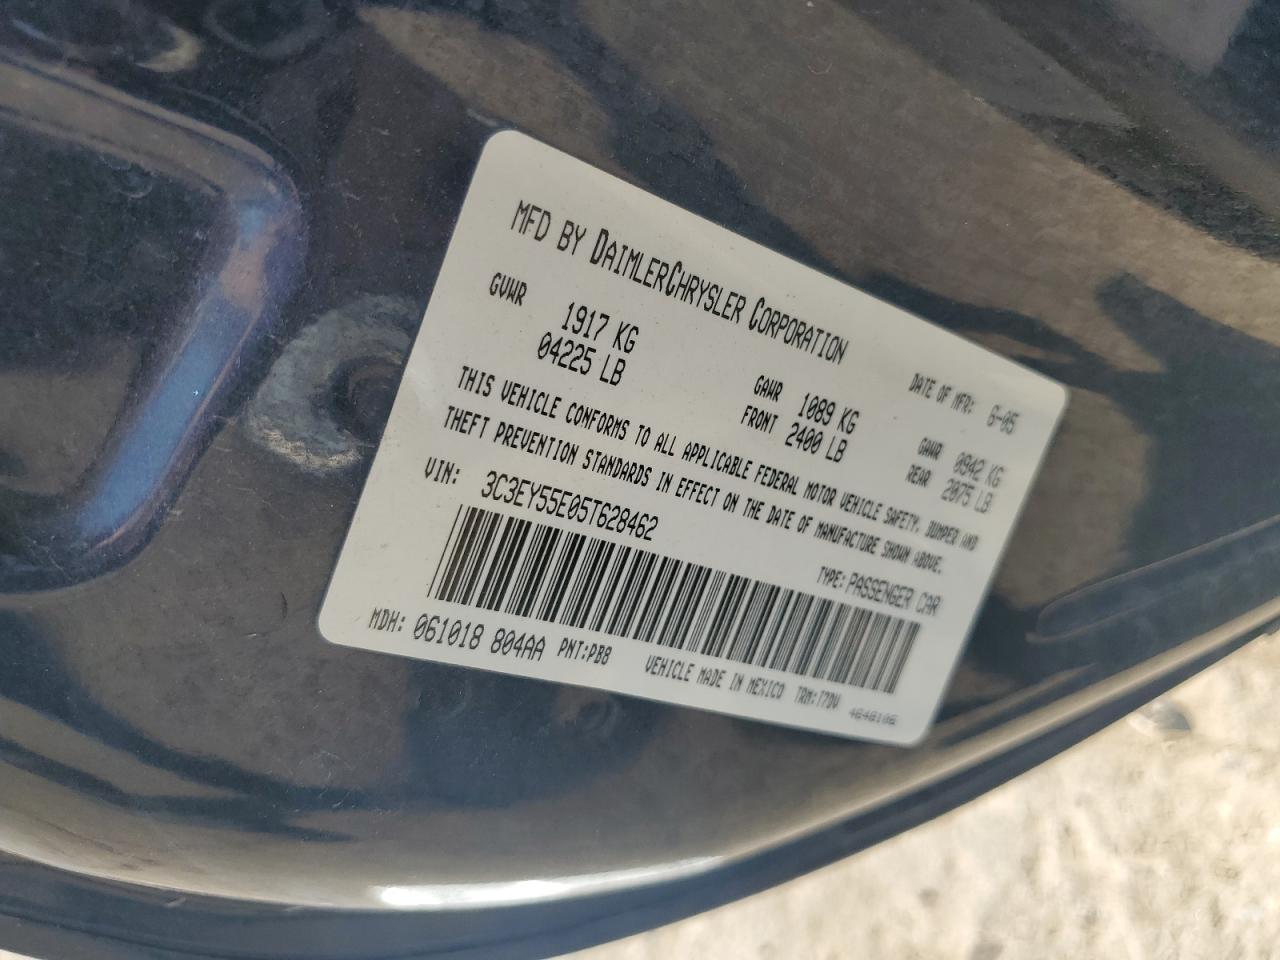 MFD BY DAIMLERCHRYSLER CORPORATION
DATE OF MFR: 6-05
GVWR 1917 KG
04225 LB
GAWR FRONT 1089 KG
2400 LB
GAWR REAR 0942 KG
2075 LB
THIS VEHICLE CONFORMS TO ALL APPLICABLE FEDERAL MOTOR VEHICLE SAFETY, BUMPER AND
THEFT PREVENTION STANDARDS IN EFFECT ON THE DATE OF MANUFACTURE SHOWN ABOVE.
VIN: 3C3EY55E05T628462
TYPE: PASSENGER CAR
MDH: 061018 804AA PNT:PB8 VEHICLE MADE IN MEXICO TRM:T7DV